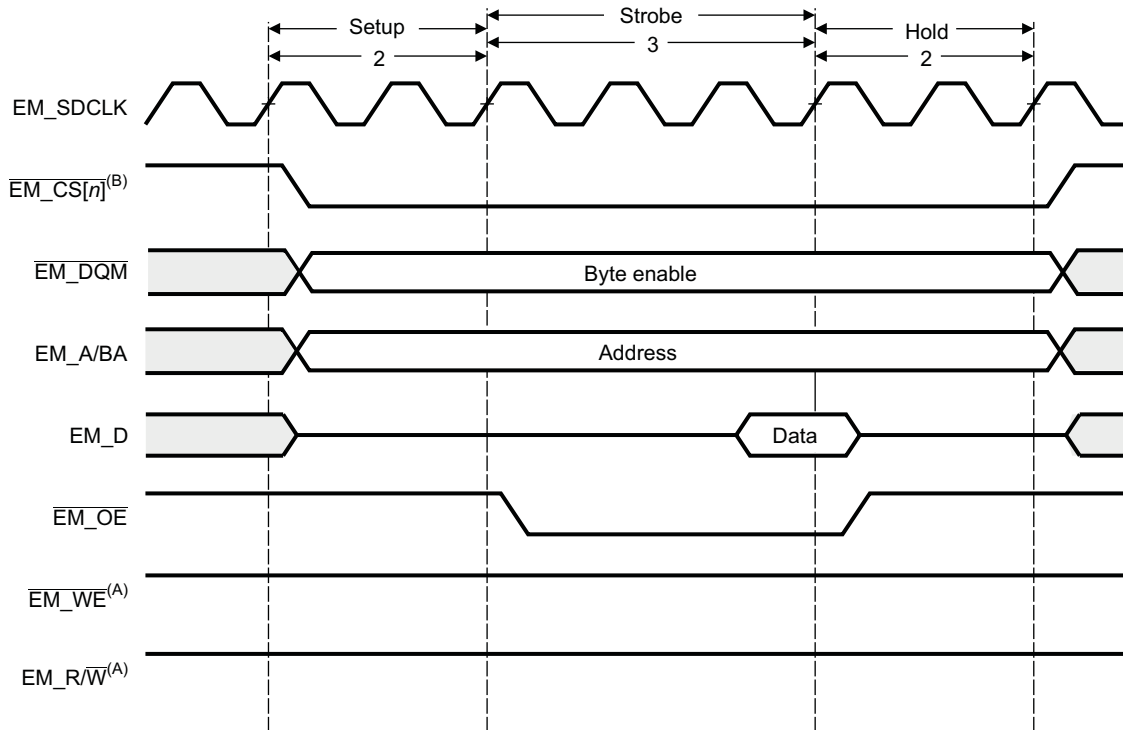 Setup
Strobe
Hold
2
3
2
EM_SDCLK
EM_CS[n](B)
EM_DQM
Byte enable
EM_A/BA
Address
EM_D
Data
EM_OE
EM_WE(A)
EM_R/W(A)